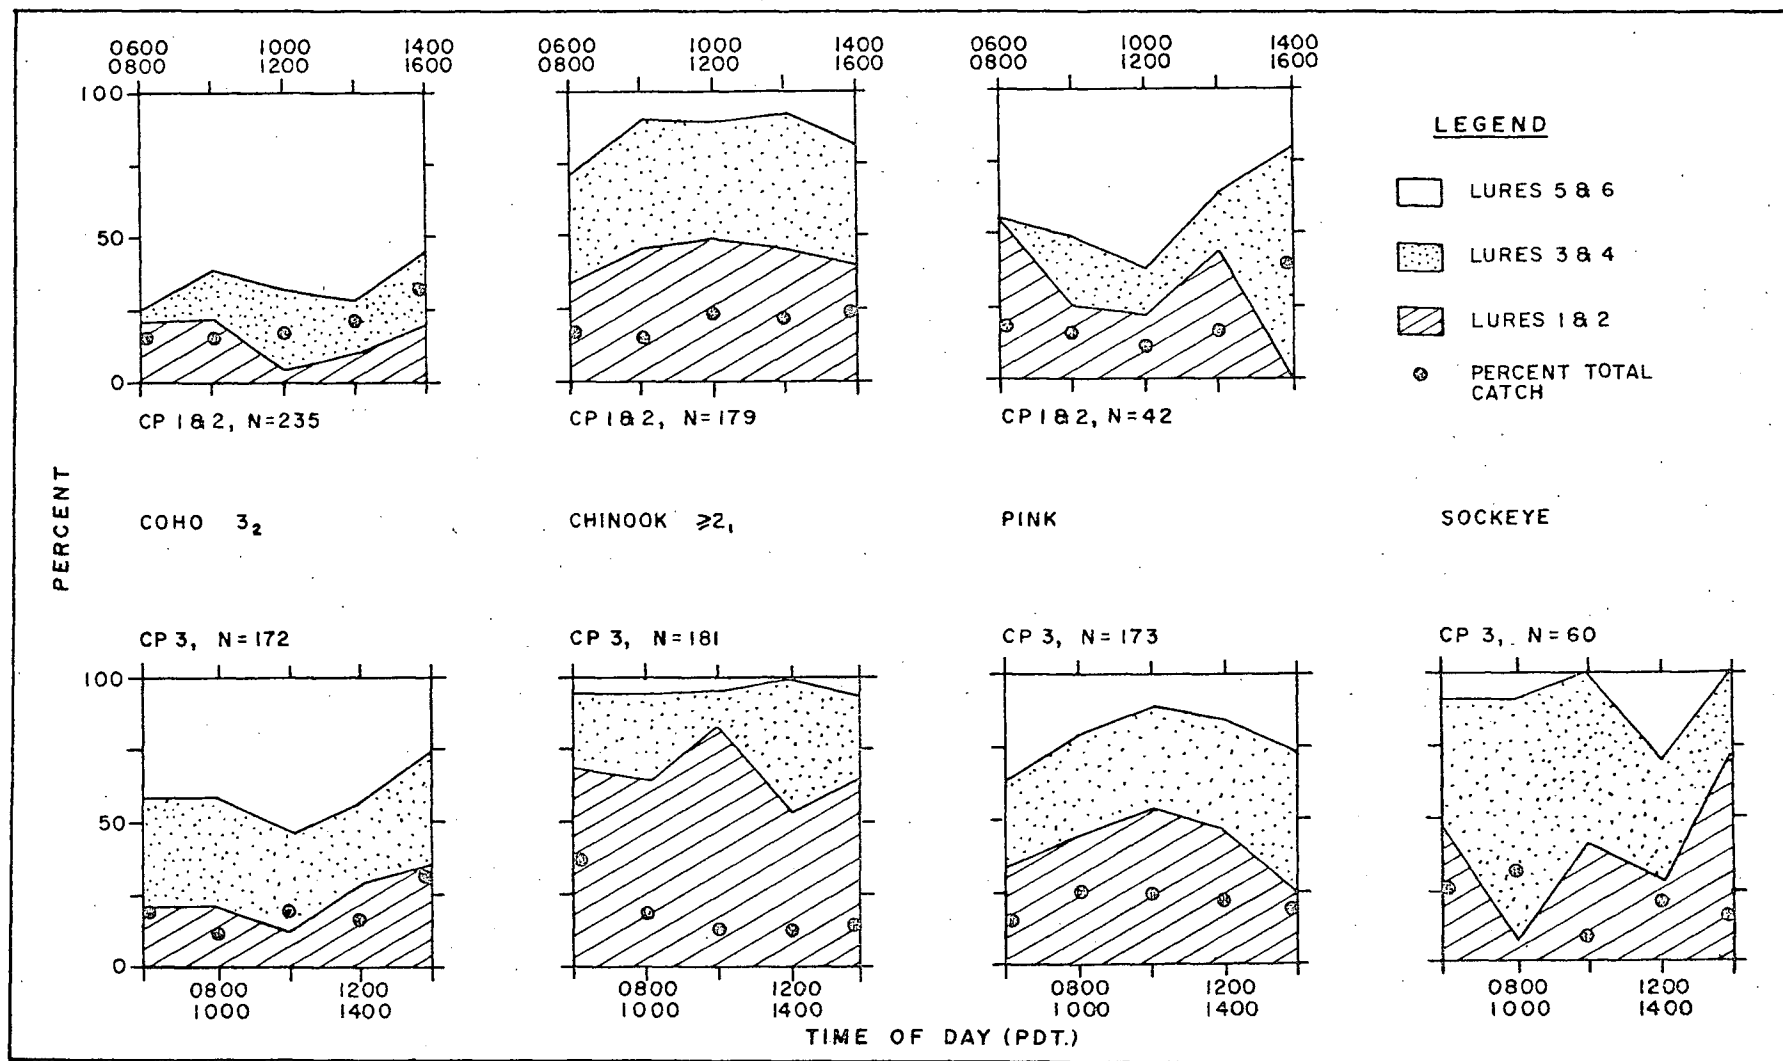 0600 1000 1400
0800 1200 1600
0600 1000 1400
0800 1200 1600
0600 1000 1400
0800 1200 1600
100
50
0
CP 1 & 2, N=235
CP 1 & 2, N=179
CP 1 & 2, N=42
LEGEND
LURES 5 & 6
LURES 3 & 4
LURES 1 & 2
PERCENT TOTAL
CATCH
PERCENT
COHO 3₂
CHINOOK ≥2₁
PINK
SOCKEYE
CP 3, N=172
CP 3, N=181
CP 3, N=173
CP 3, N=60
100
50
0
0800 1200
1000 1400
0800 1200
1000 1400
0800 1200
1000 1400
0800 1200
1000 1400
TIME OF DAY (PDT.)